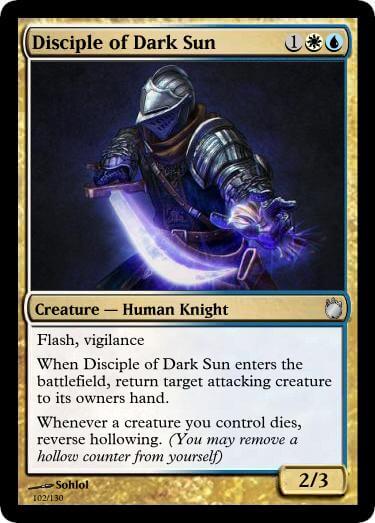 Disciple of Dark Sun 1
Creature — Human Knight
Flash, vigilance
When Disciple of Dark Sun enters the
battlefield, return target attacking creature
to its owners hand.
Whenever a creature you control dies,
reverse hollowing. (You may remove a
hollow counter from yourself)
Sohlol
2/3
102/130